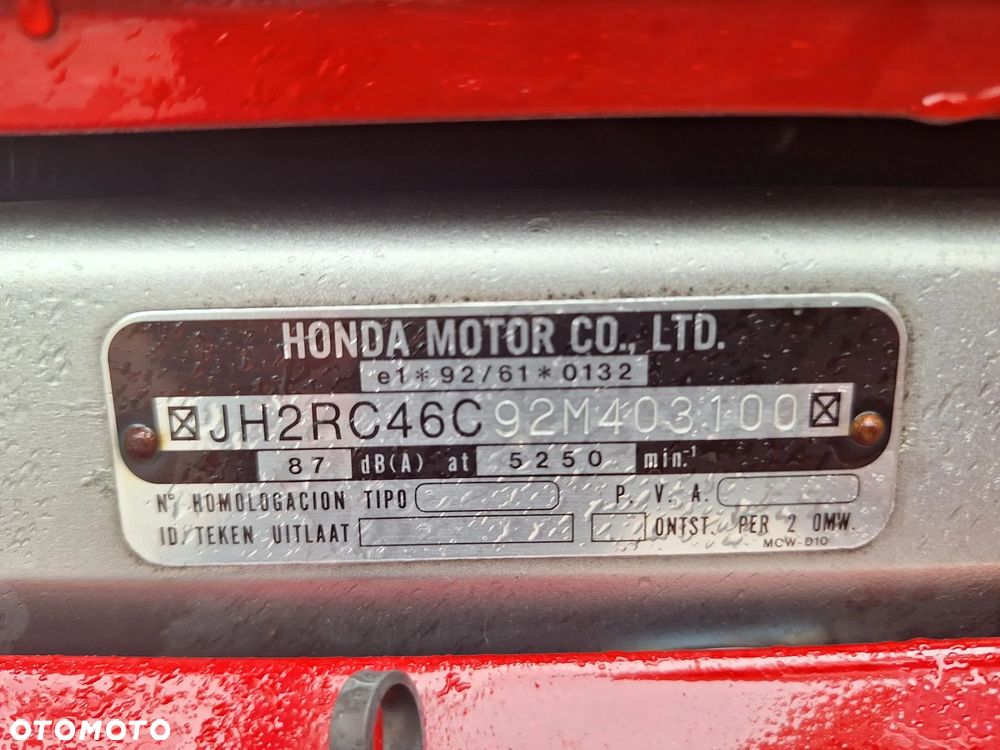 HONDA MOTOR CO., LTD.
e1*92/61*0132
JH2RC46C92M403100
87 dB(A) at 5250 min.-1
Nº HOMOLOGACION TIPO P. V. A.
ID/TEKEN UITLAAT ONTST. PER 2 OMW.
MCW-D10
OTOMOTO